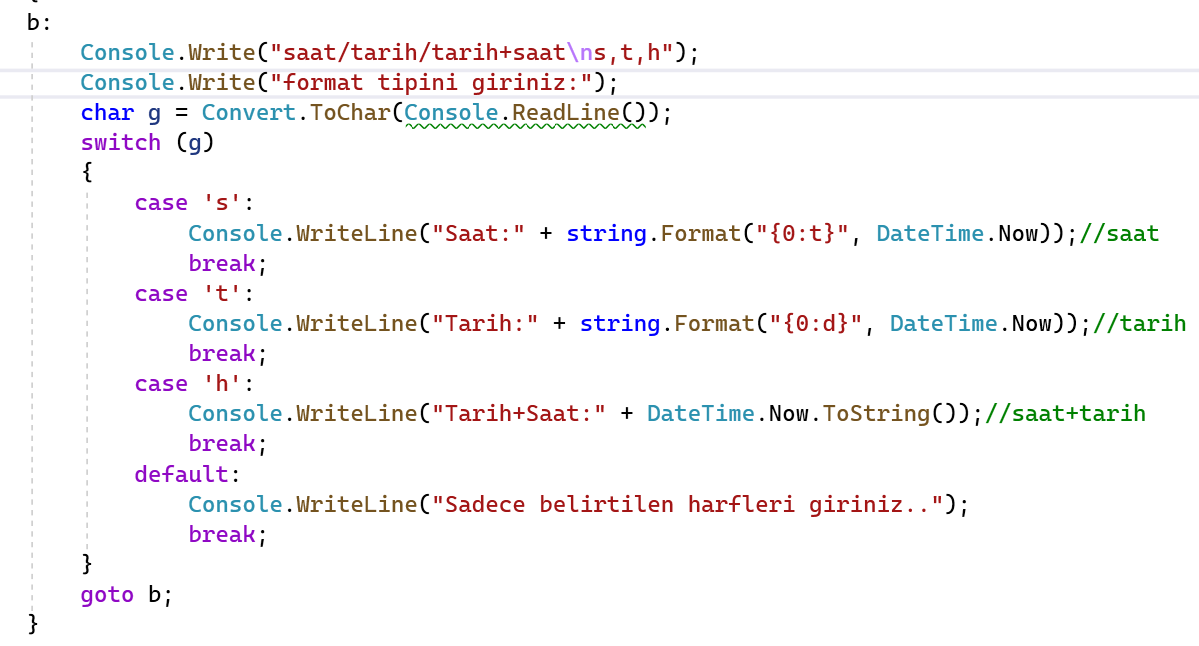 {
b:
Console.Write("saat/tarih/tarih+saat\ns,t,h");
Console.Write("format tipini giriniz:");
char g = Convert.ToChar(Console.ReadLine());
switch (g)
{
case 's':
Console.WriteLine("Saat:" + string.Format("{0:t}", DateTime.Now));//saat
break;
case 't':
Console.WriteLine("Tarih:" + string.Format("{0:d}", DateTime.Now));//tarih
break;
case 'h':
Console.WriteLine("Tarih+Saat:" + DateTime.Now.ToString());//saat+tarih
break;
default:
Console.WriteLine("Sadece belirtilen harfleri giriniz..");
break;
}
goto b;
}